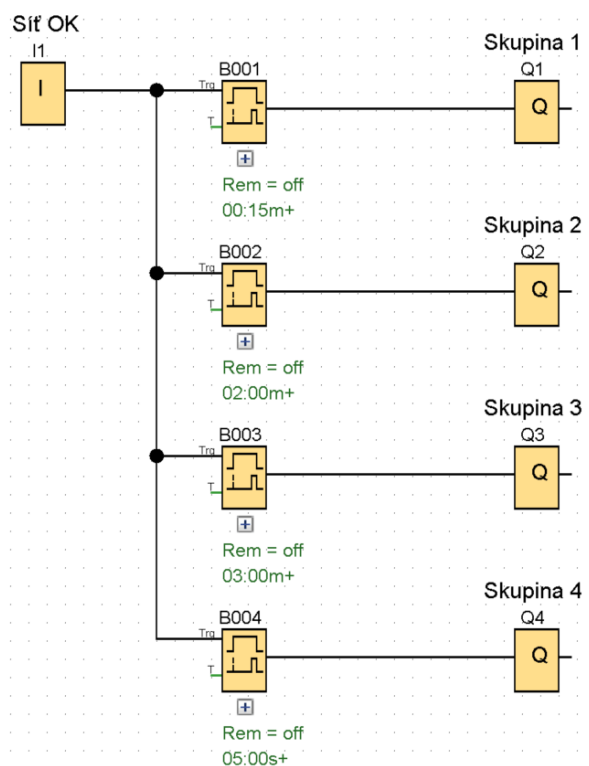 Síť OK
I1
I
Skupina 1
B001
Q1
Trg
T
Q
Rem = off
00:15m+
Skupina 2
B002
Q2
Trg
T
Q
Rem = off
02:00m+
Skupina 3
B003
Q3
Trg
T
Q
Rem = off
03:00m+
Skupina 4
B004
Q4
Trg
T
Q
Rem = off
05:00s+